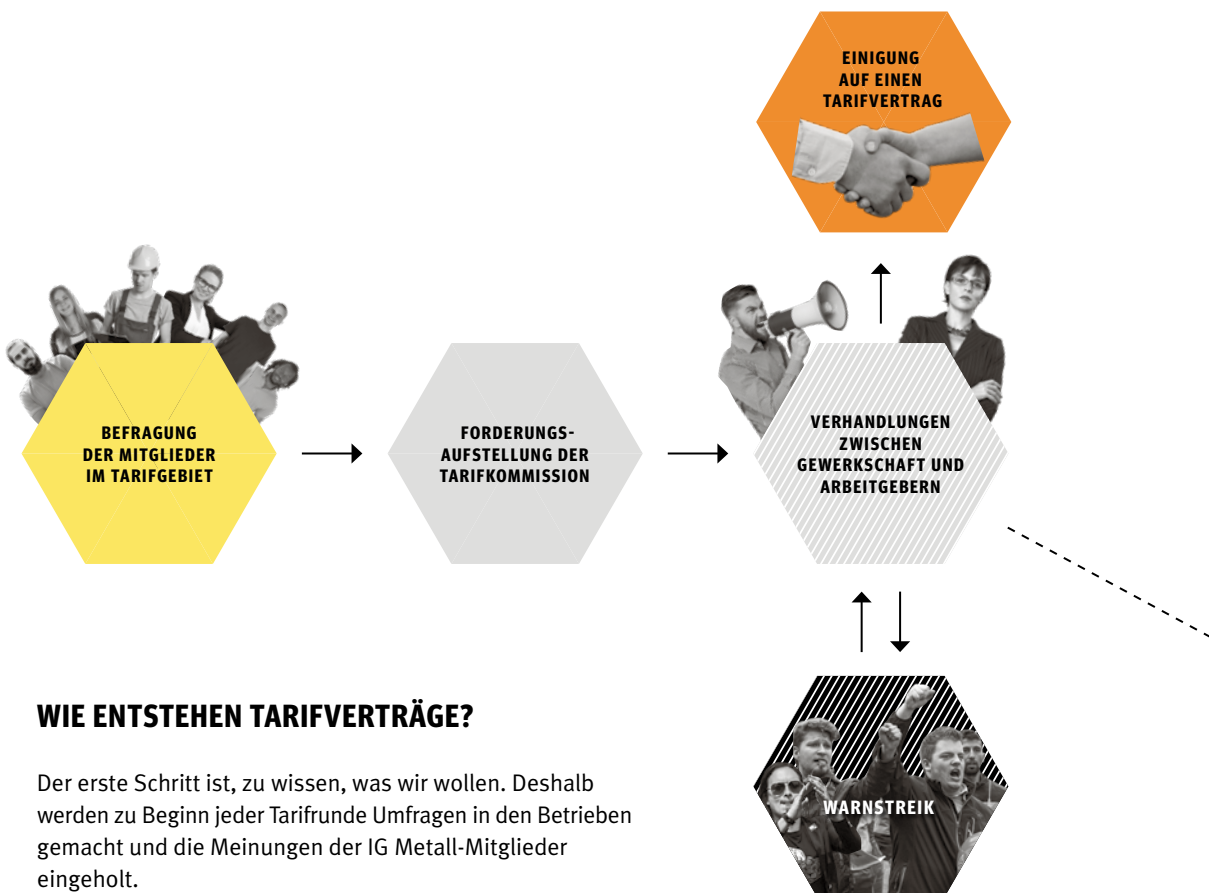 EINIGUNG
AUF EINEN
TARIFVERTRAG
BEFRAGUNG
DER MITGLIEDER
IM TARIFGEBIET
FORDERUNGS-
AUFSTELLUNG DER
TARIFKOMMISSION
VERHANDLUNGEN
ZWISCHEN
GEWERKSCHAFT UND
ARBEITGEBERN
WARNSTREIK
WIE ENTSTEHEN TARIFVERTRÄGE?
Der erste Schritt ist, zu wissen, was wir wollen. Deshalb
werden zu Beginn jeder Tarifrunde Umfragen in den Betrieben
gemacht und die Meinungen der IG Metall-Mitglieder
eingeholt.